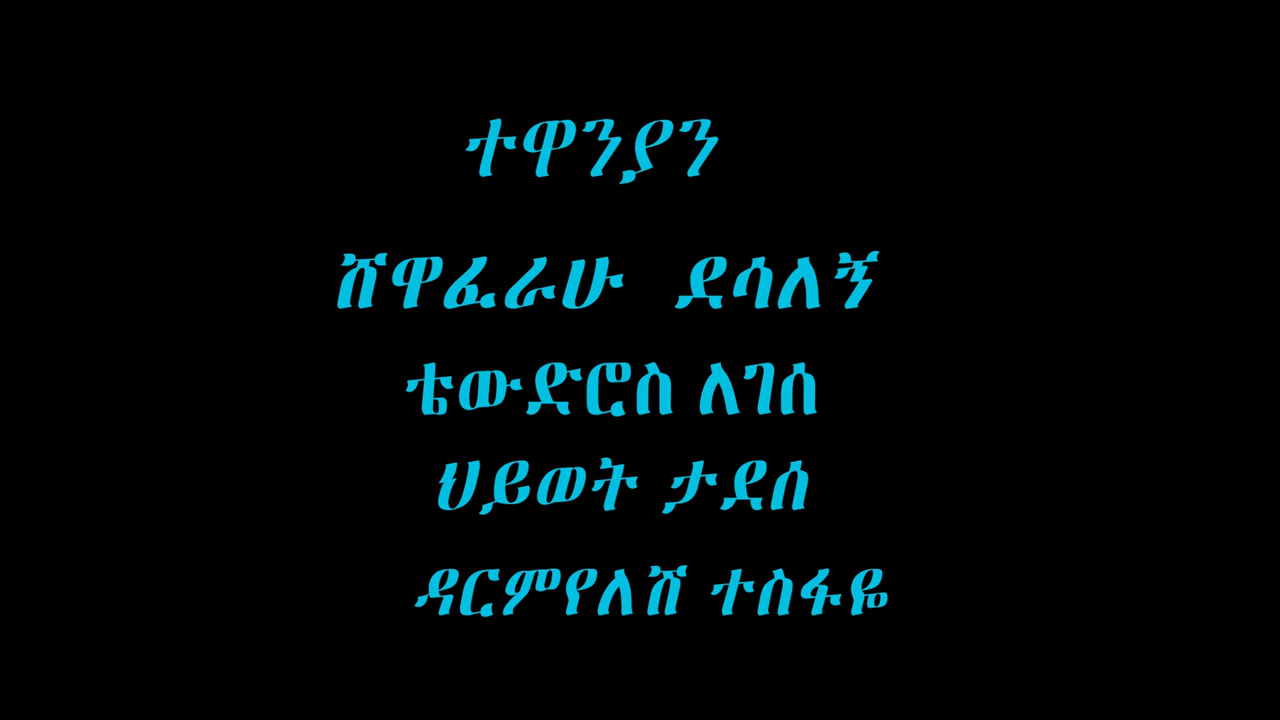 ተዋንያን
ሸዋፈራሁ ደሳለኝ
ቴውድሮስ ለገሰ
ህይወት ታደሰ
ዳርምየለሽ ተስፋዬ